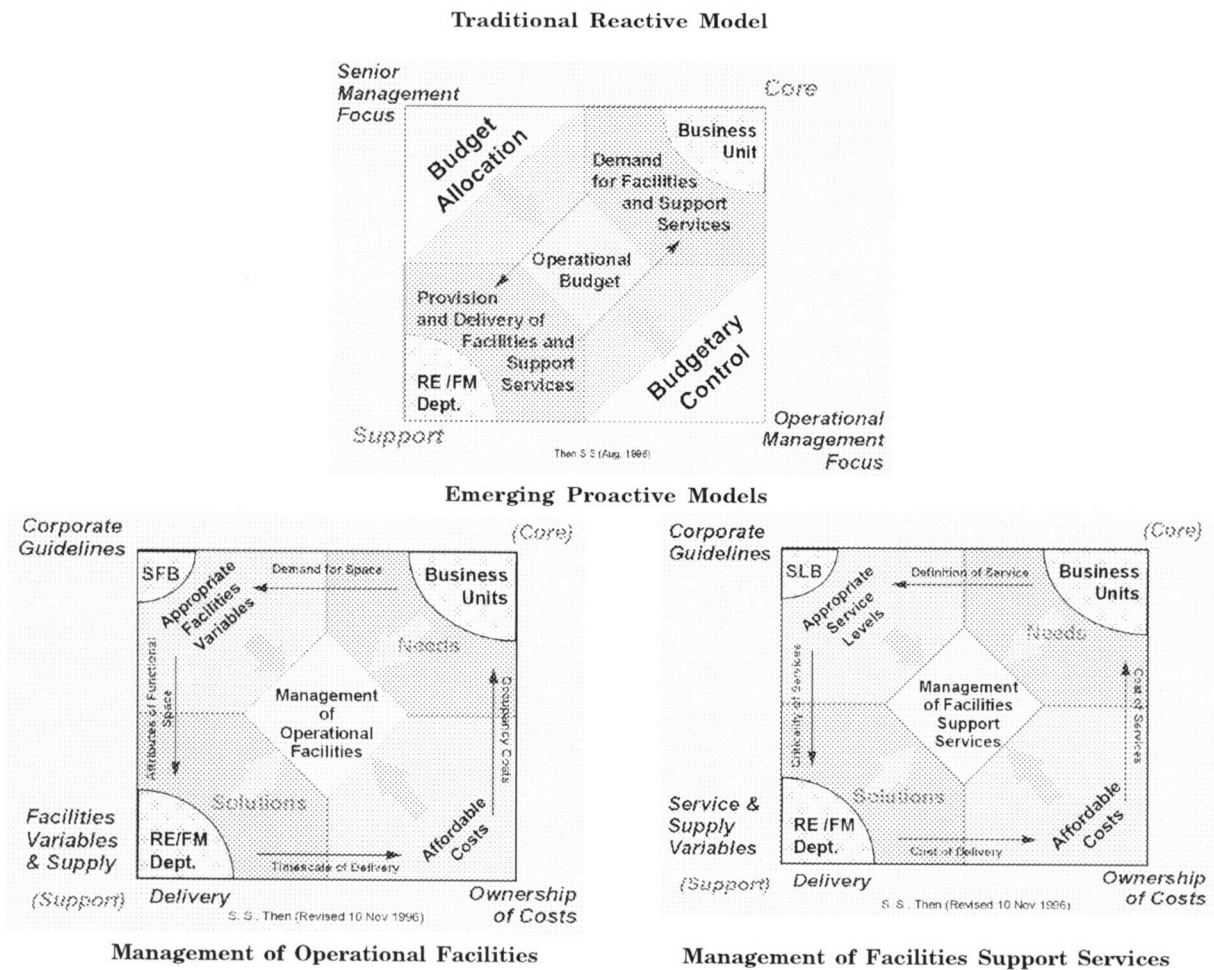 Traditional Reactive Model
Senior
Management
Focus
Core
Budget
Allocation
Business
Unit
Demand
for Facilities
and Support
Services
Operational
Budget
Provision
and Delivery of
Facilities and
Support
Services
RE /FM
Dept.
Budgetary
Control
Support
Operational
Management
Focus
Then S S (Aug. 1996)
Emerging Proactive Models
Corporate
Guidelines
(Core)
SFB
Demand for Space
Business
Units
Appropriate
Facilities
Variables
Needs
Attributes of Functional
Space
Management
of
Operational
Facilities
Occupancy Costs
Solutions
Facilities
Variables
& Supply
RE/FM
Dept.
Affordable
Costs
Timescale of Delivery
(Support)
Delivery
Ownership
of Costs
S. S. Then (Revised 10 Nov 1996)
Management of Operational Facilities
Corporate
Guidelines
(Core)
SLB
Definition of Service
Business
Units
Appropriate
Service
Levels
Needs
Criticality of Services
Management
of Facilities
Support
Services
Cost of Services
Solutions
Service &
Supply
Variables
RE /FM
Dept.
Affordable
Costs
Cost of Delivery
(Support)
Delivery
Ownership
of Costs
S. S. Then (Revised 10 Nov 1996)
Management of Facilities Support Services